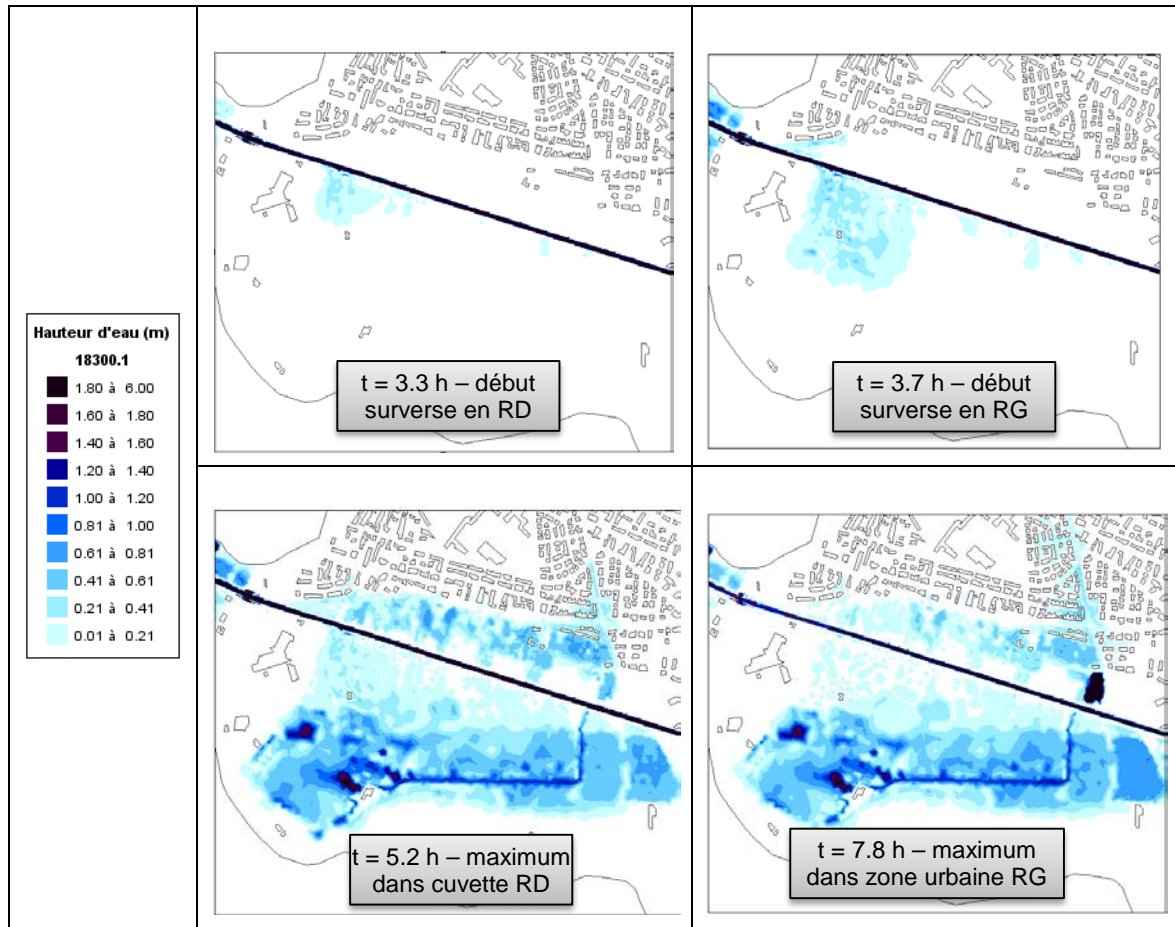 Hauteur d'eau (m)
18300.1
1.80 à 6.00
1.60 à 1.80
1.40 à 1.60
1.20 à 1.40
1.00 à 1.20
0.81 à 1.00
0.61 à 0.81
0.41 à 0.61
0.21 à 0.41
0.01 à 0.21
t = 3.3 h – début
surverse en RD
t = 3.7 h – début
surverse en RG
t = 5.2 h – maximum
dans cuvette RD
t = 7.8 h – maximum
dans zone urbaine RG